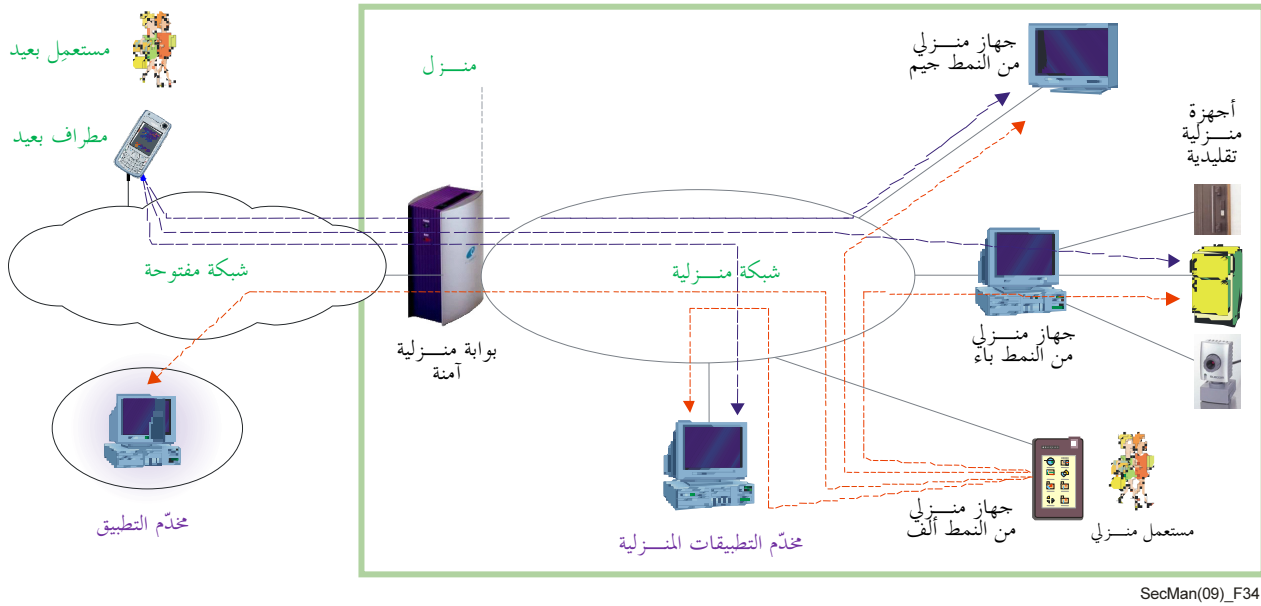 مستعمِل بعيد
مطراف بعيد
شبكة مفتوحة
مخدّم التطبيق
منـــزل
بوابة منـــزلية
آمنة
شبكة منـــزلية
جهاز منـــزلي
من النمط جيم
أجهزة
منـــزلية
تقليدية
جهاز منـــزلي
من النمط باء
جهاز منـــزلي
من النمط ألف
مستعمل منـــزلي
مخدّم التطبيقات المنـــزلية
SecMan(09)_F34